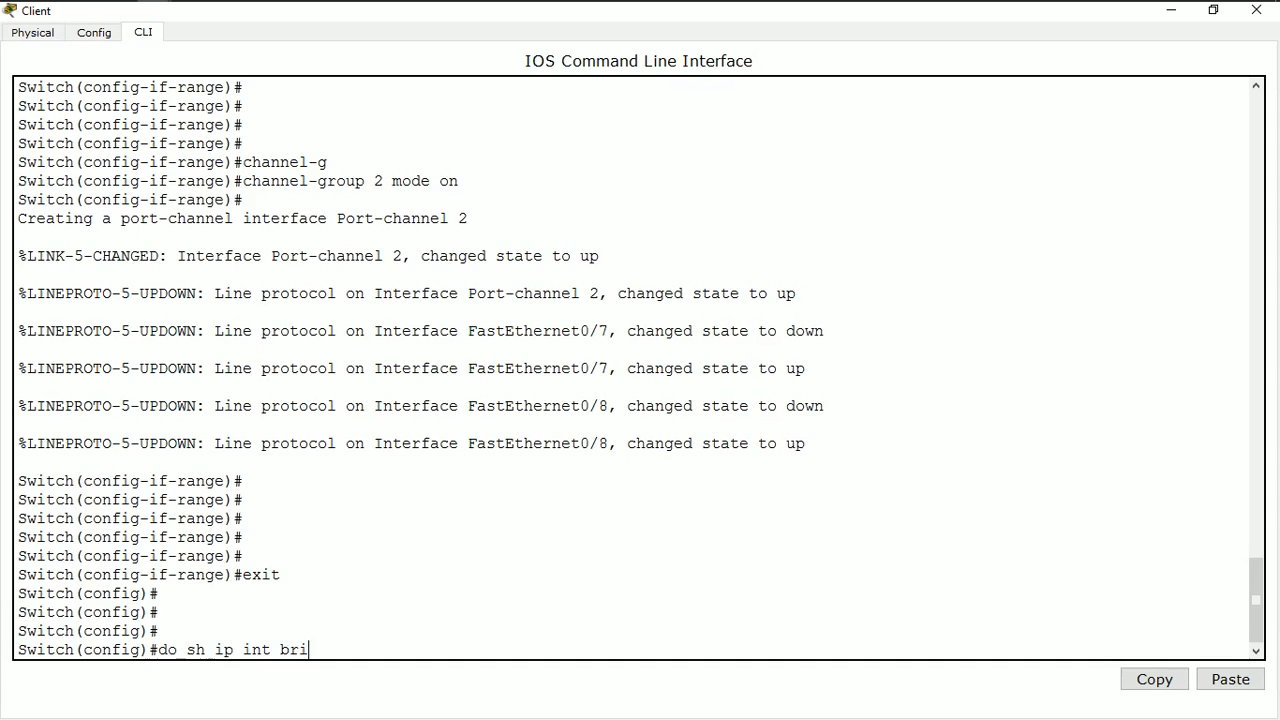 Client
Physical Config CLI
IOS Command Line Interface
Switch(config-if-range)#
Switch(config-if-range)#
Switch(config-if-range)#
Switch(config-if-range)#
Switch(config-if-range)#channel-g
Switch(config-if-range)#channel-group 2 mode on
Switch(config-if-range)#
Creating a port-channel interface Port-channel 2
%LINK-5-CHANGED: Interface Port-channel 2, changed state to up
%LINEPROTO-5-UPDOWN: Line protocol on Interface Port-channel 2, changed state to up
%LINEPROTO-5-UPDOWN: Line protocol on Interface FastEthernet0/7, changed state to down
%LINEPROTO-5-UPDOWN: Line protocol on Interface FastEthernet0/7, changed state to up
%LINEPROTO-5-UPDOWN: Line protocol on Interface FastEthernet0/8, changed state to down
%LINEPROTO-5-UPDOWN: Line protocol on Interface FastEthernet0/8, changed state to up
Switch(config-if-range)#
Switch(config-if-range)#
Switch(config-if-range)#
Switch(config-if-range)#
Switch(config-if-range)#
Switch(config-if-range)#exit
Switch(config)#
Switch(config)#
Switch(config)#
Switch(config)#do sh ip int bri
Copy Paste